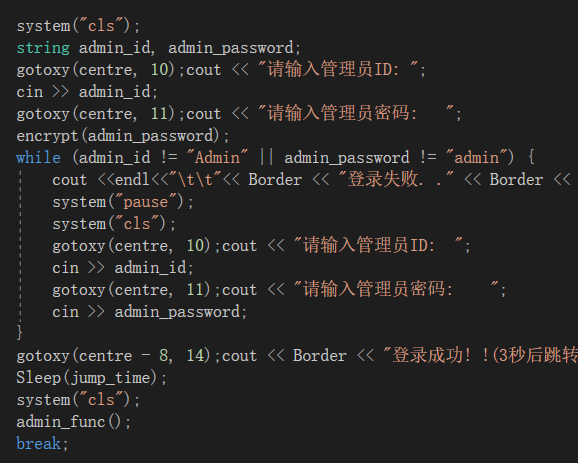 system("cls");
string admin_id, admin_password;
gotoxy(centre, 10);cout << "请输入管理员ID: ";
cin >> admin_id;
gotoxy(centre, 11);cout << "请输入管理员密码:   ";
encrypt(admin_password);
while (admin_id != "Admin" || admin_password != "admin") {
    cout <<endl<<"\t\t"<< Border << "登录失败. ." << Border <<
    system("pause");
    system("cls");
    gotoxy(centre, 10);cout << "请输入管理员ID:  ";
    cin >> admin_id;
    gotoxy(centre, 11);cout << "请输入管理员密码:    ";
    cin >> admin_password;
}
gotoxy(centre - 8, 14);cout << Border << "登录成功! !(3秒后跳转
Sleep(jump_time);
system("cls");
admin_func();
break;